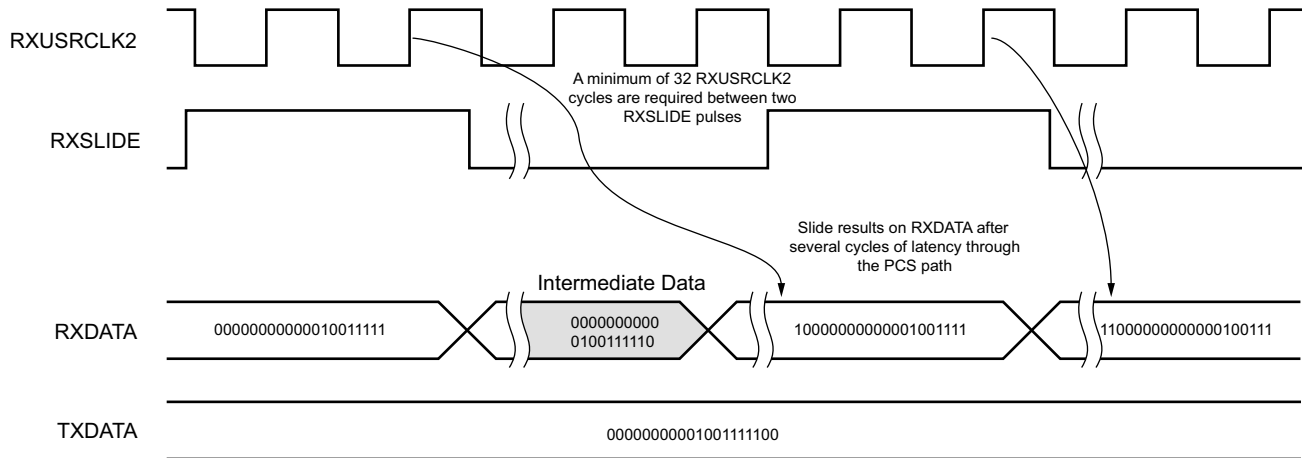 RXUSRCLK2
A minimum of 32 RXUSRCLK2
cycles are required between two
RXSLIDE pulses
RXSLIDE
Slide results on RXDATA after
several cycles of latency through
the PCS path
Intermediate Data
RXDATA
00000000000010011111
0000000000
0100111110
10000000000001001111
11000000000000100111
TXDATA
00000000001001111100